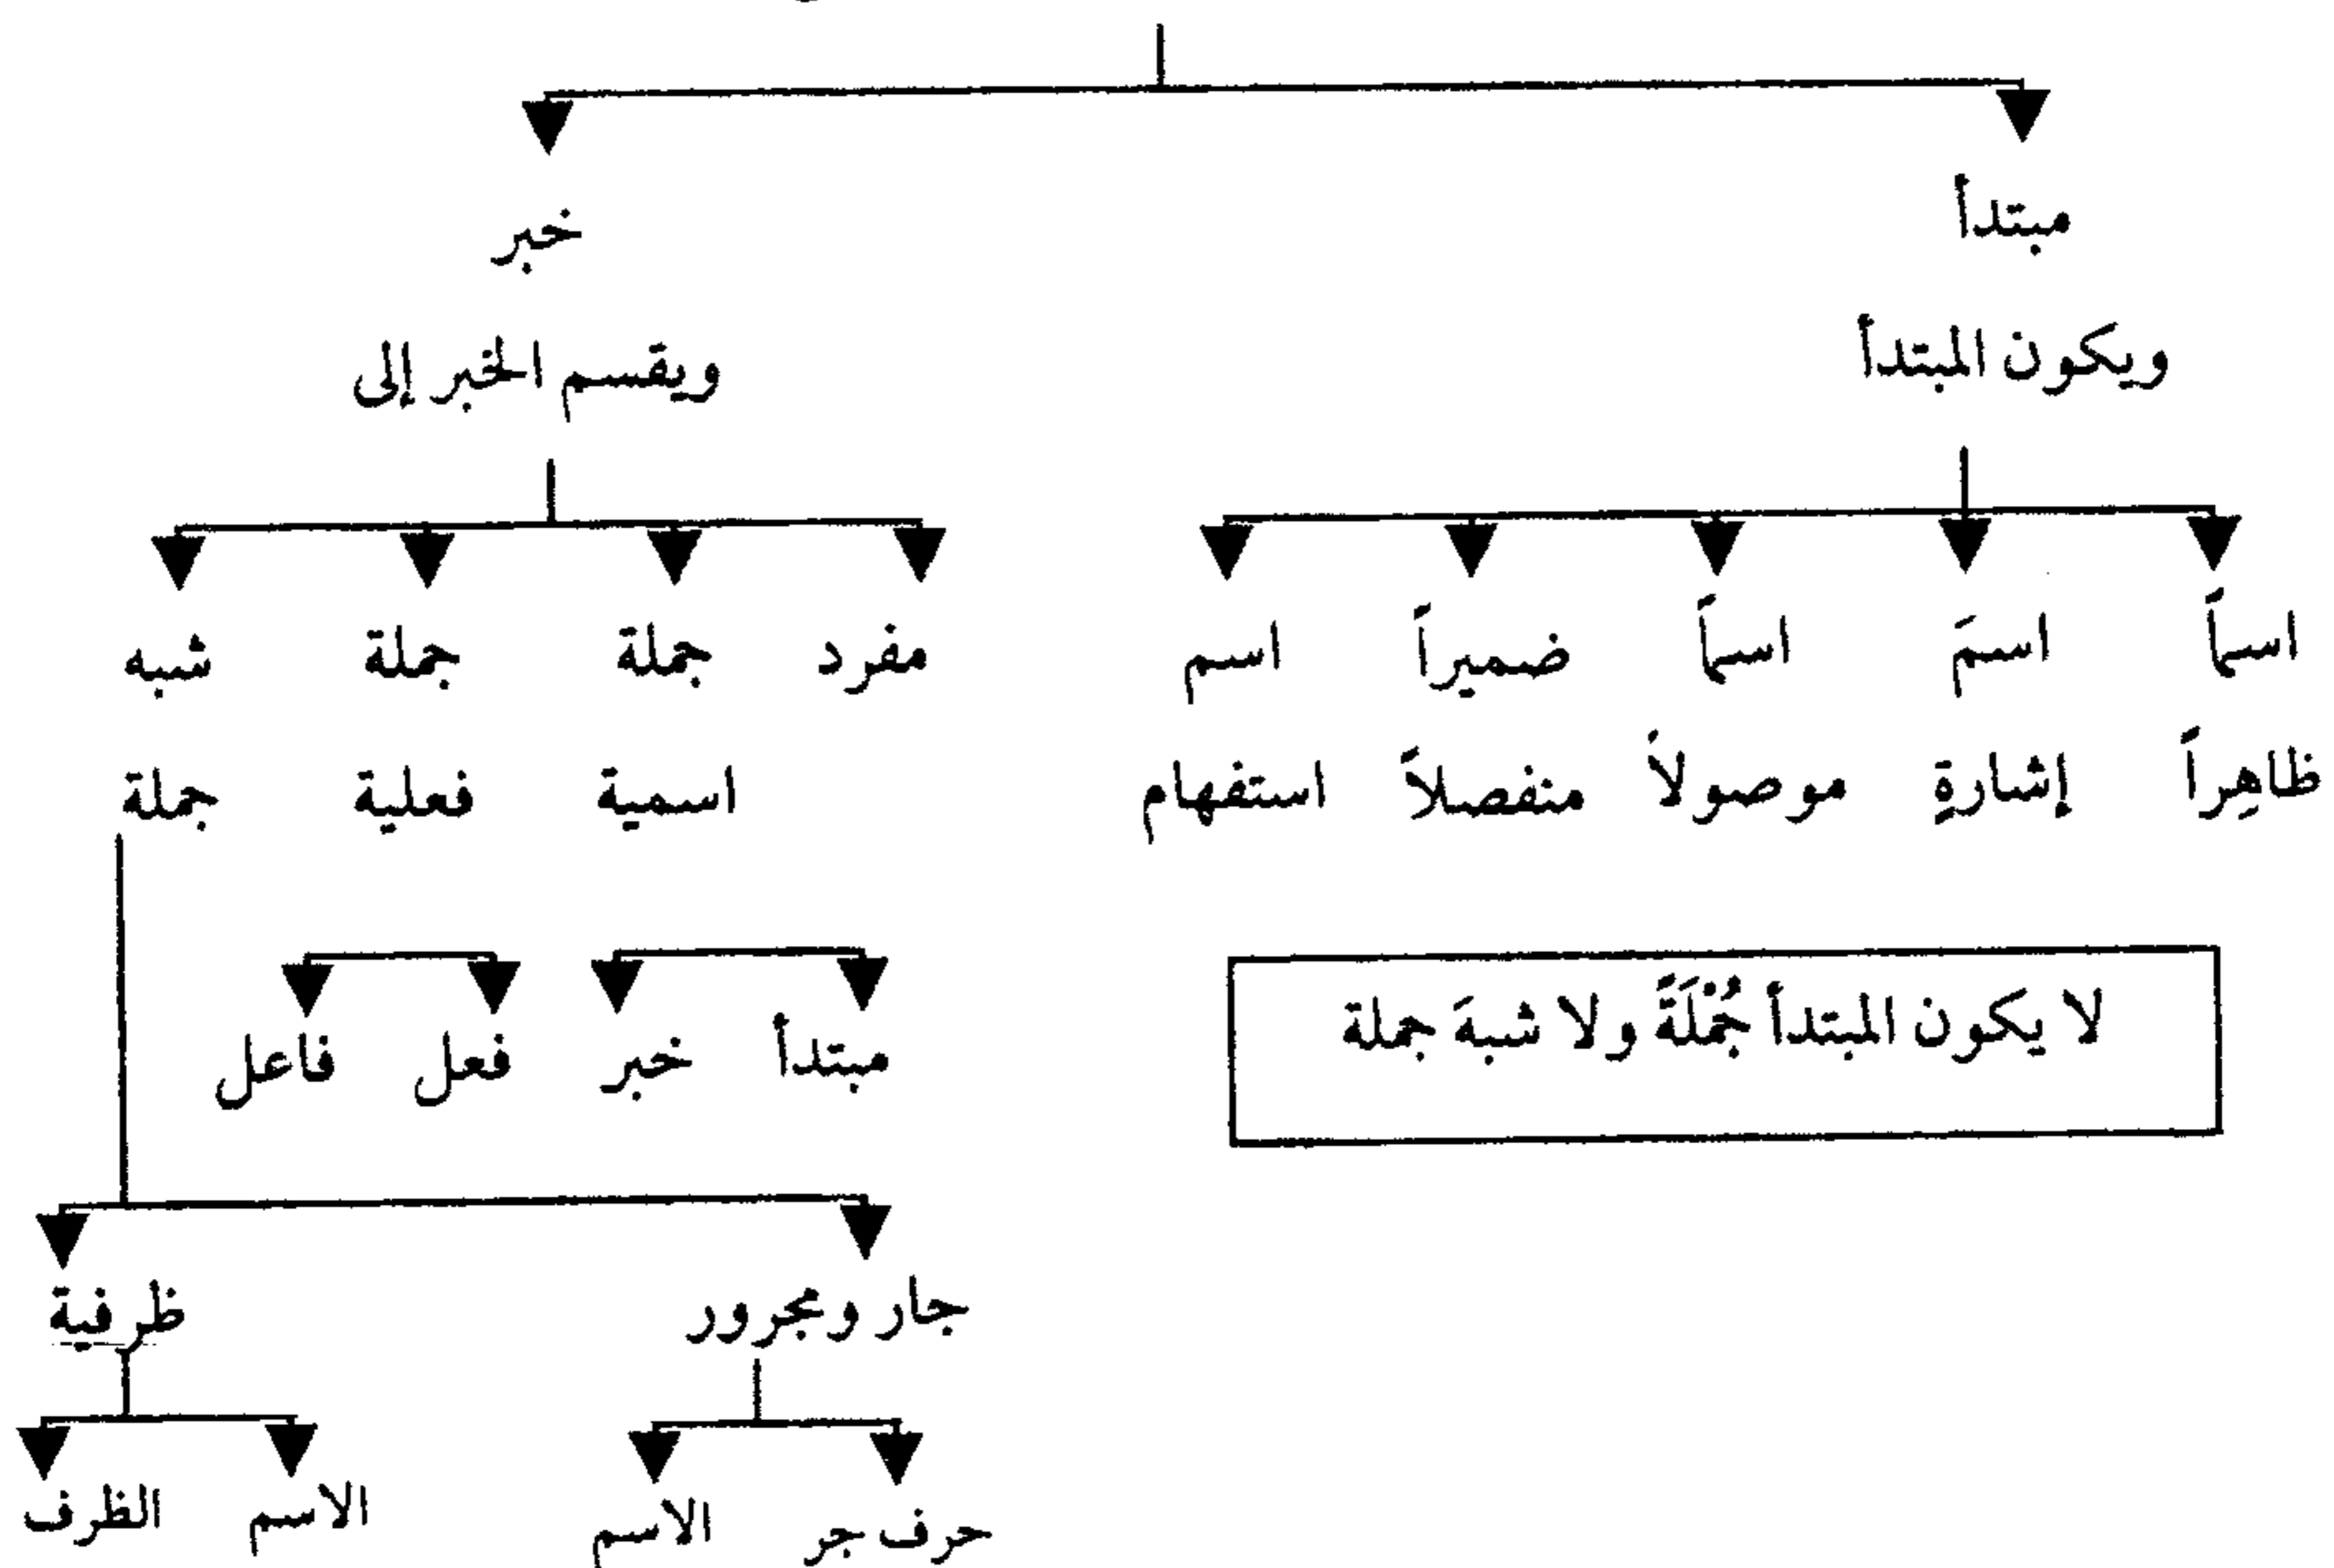 مبتدأ
خبر
ويكون المبتدأ
ويقسم الخبر إلى
اسماً اسمَ اسماً ضميراً اسم
ظاهِراً إشارةٍ موصولاً منفصلاً استفهام
مفرد جملة جملة شبه
اسمية فعلية جملة
لا يكون المبتدأ جُمْلَةً ولا شبهَ جملة
مبتدأ خبر فعل فاعل
جار ومجرور ظرفية
حرف جر الاسم الاسم الظرف